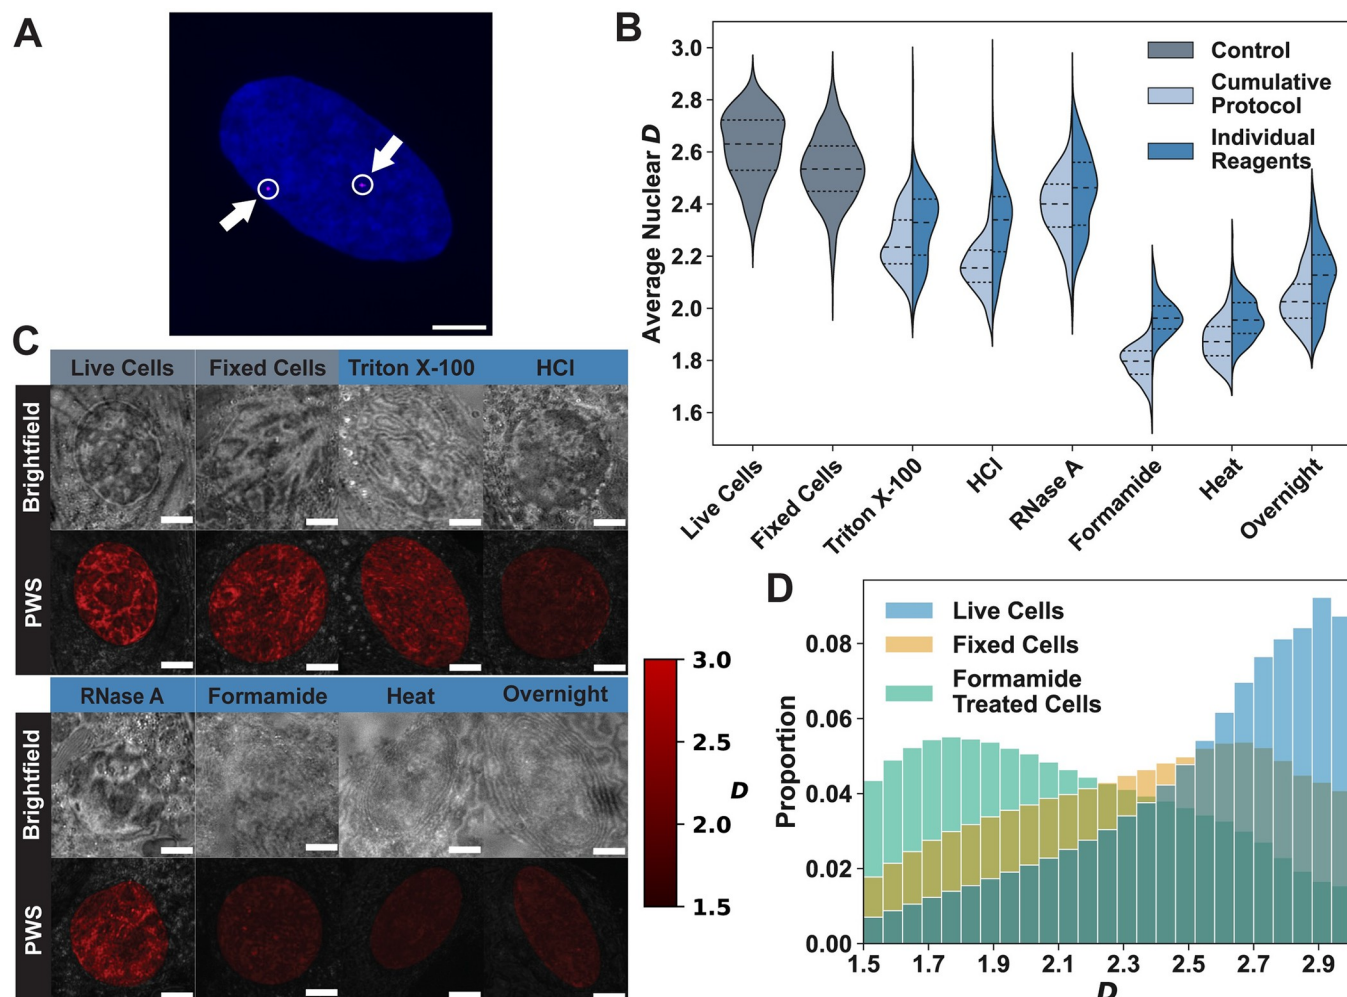 A
B
Average Nuclear D
3.0
2.8
2.6
2.4
2.2
2.0
1.8
1.6
Control
Cumulative
Protocol
Individual
Reagents
Live Cells
Fixed Cells
Triton X-100
HCl
RNase A
Formamide
Heat
Overnight
C
Live Cells
Fixed Cells
Triton X-100
HCl
Brightfield
PWS
RNase A
Formamide
Heat
Overnight
Brightfield
PWS
3.0
2.5
2.0
1.5
D
D
Live Cells
Fixed Cells
Formamide
Treated Cells
Proportion
0.08
0.06
0.04
0.02
0.00
1.5
1.7
1.9
2.1
2.3
2.5
2.7
2.9
D